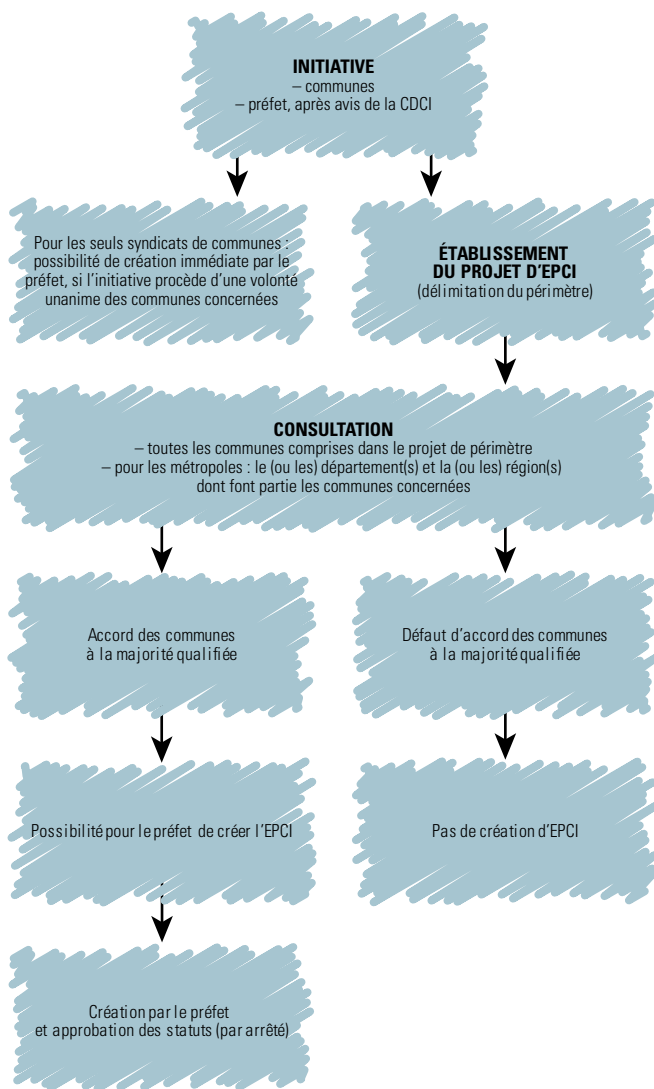 INITIATIVE
– communes
– préfet, après avis de la CDCI
Pour les seuls syndicats de communes :
possibilité de création immédiate par le
préfet, si l'initiative procède d'une volonté
unanime des communes concernées
ÉTABLISSEMENT
DU PROJET D'EPCI
(délimitation du périmètre)
CONSULTATION
– toutes les communes comprises dans le projet de périmètre
– pour les métropoles : le (ou les) département(s) et la (ou les) région(s)
dont font partie les communes concernées
Accord des communes
à la majorité qualifiée
Défaut d'accord des communes
à la majorité qualifiée
Possibilité pour le préfet de créer l'EPCI
Pas de création d'EPCI
Création par le préfet
et approbation des statuts (par arrêté)